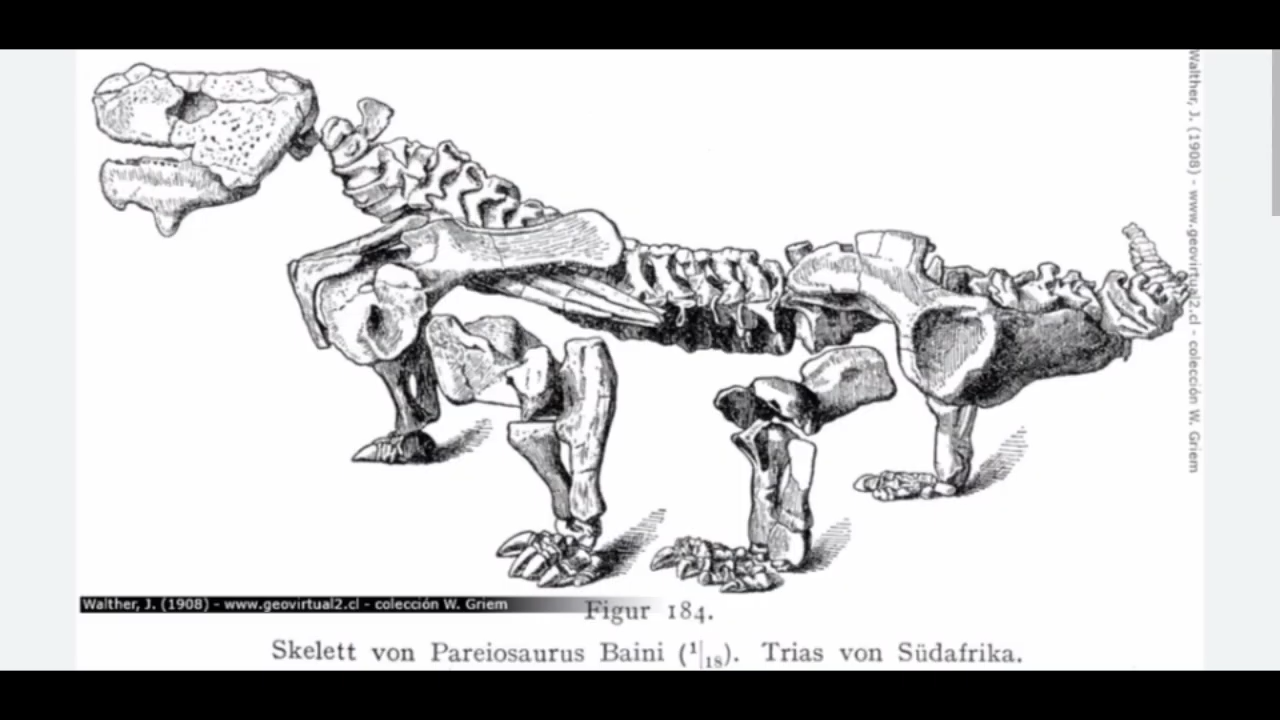 Walther, J. (1908) - www.geovirtual2.cl - colección W. Griem
Walther, J. (1908) - www.geovirtual2.cl - colección W. Griem
Figur 184.
Skelett von Pareiosaurus Baini (1/18). Trias von Südafrika.